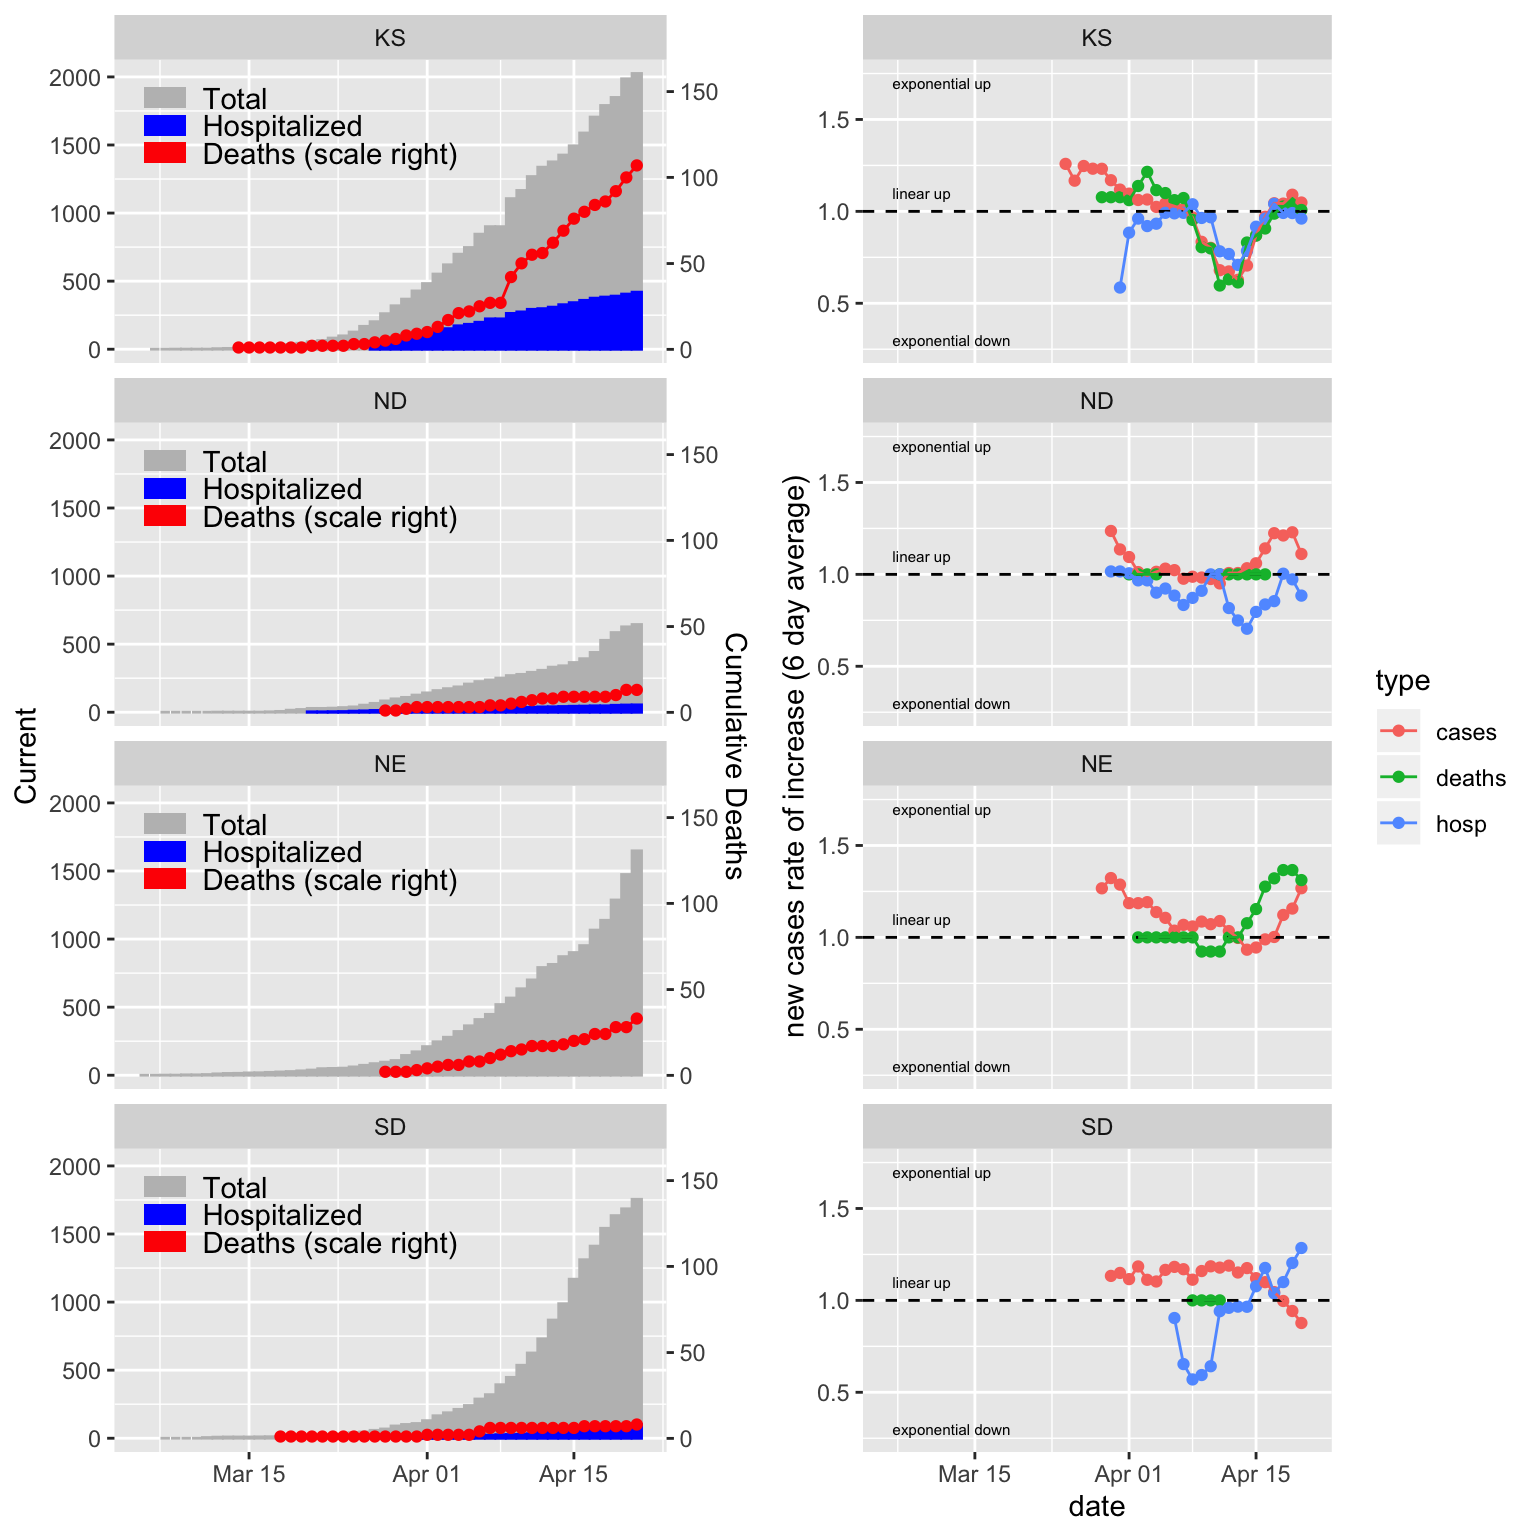 KS
2000
1500
1000
500
0
Total
Hospitalized
Deaths (scale right)
150
100
50
0
ND
2000
1500
1000
500
0
Total
Hospitalized
Deaths (scale right)
150
100
50
0
NE
2000
1500
1000
500
0
Total
Hospitalized
Deaths (scale right)
150
100
50
0
SD
2000
1500
1000
500
0
Total
Hospitalized
Deaths (scale right)
150
100
50
0
Mar 15 Apr 01 Apr 15
Current
Cumulative Deaths
KS
exponential up
linear up
exponential down
1.5
1.0
0.5
ND
exponential up
linear up
exponential down
1.5
1.0
0.5
NE
exponential up
linear up
exponential down
1.5
1.0
0.5
SD
exponential up
linear up
exponential down
1.5
1.0
0.5
Mar 15 Apr 01 Apr 15
date
new cases rate of increase (6 day average)
type
cases
deaths
hosp